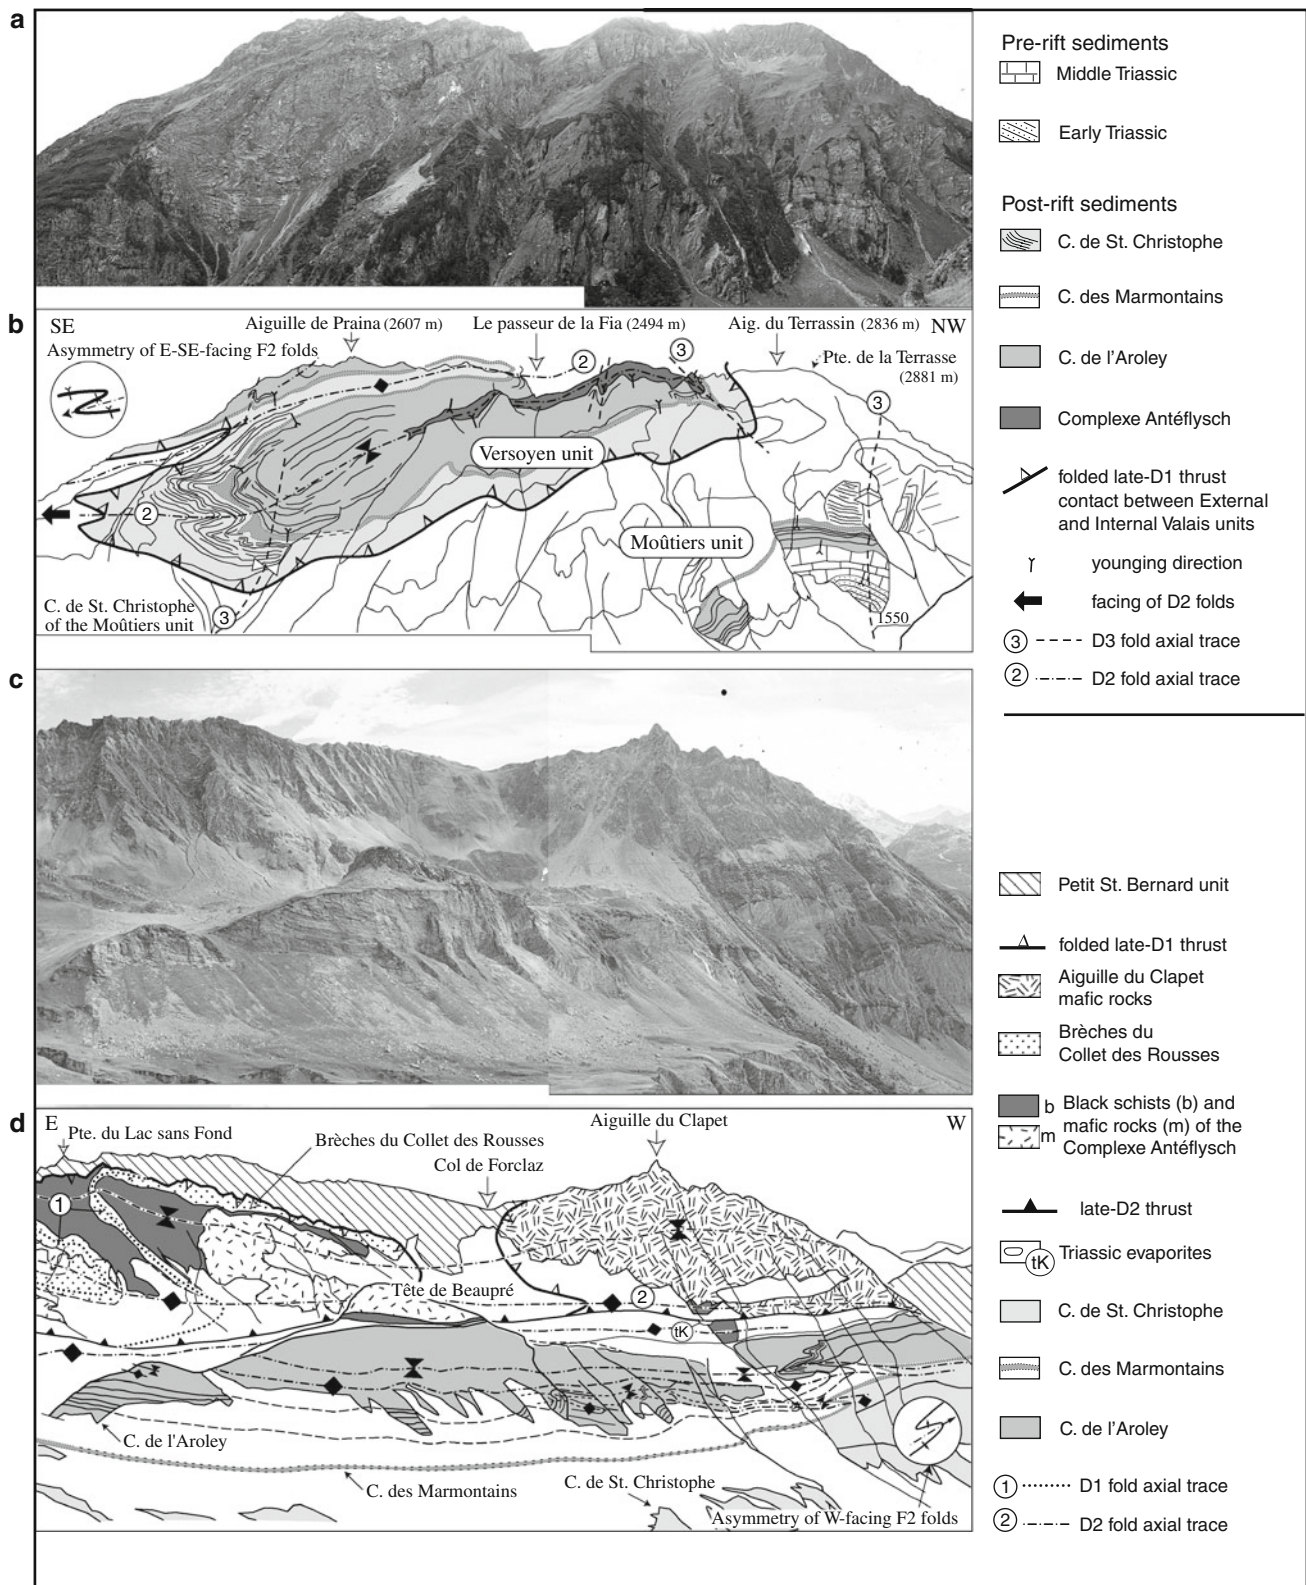 a
b
SE
Aiguille de Praina (2607 m)
Le passeur de la Fia (2494 m)
Aig. du Terrassin (2836 m)
NW
Asymmetry of E-SE-facing F2 folds
Pte. de la Terrasse
(2881 m)
2
3
3
Versoyen unit
2
Moûtiers unit
C. de St. Christophe
of the Moûtiers unit
3
1550
c
d
E
W
Pte. du Lac sans Fond
Brèches du Collet des Rousses
Col de Forclaz
Aiguille du Clapet
1
Tête de Beaupré
2
tK
C. de l'Aroley
C. des Marmontains
C. de St. Christophe
Asymmetry of W-facing F2 folds
Pre-rift sediments
Middle Triassic
Early Triassic
Post-rift sediments
C. de St. Christophe
C. des Marmontains
C. de l'Aroley
Complexe Antéflysch
folded late-D1 thrust
contact between External
and Internal Valais units
younging direction
facing of D2 folds
3 D3 fold axial trace
2 D2 fold axial trace
Petit St. Bernard unit
folded late-D1 thrust
Aiguille du Clapet
mafic rocks
Brèches du
Collet des Rousses
b Black schists (b) and
m mafic rocks (m) of the
Complexe Antéflysch
late-D2 thrust
tK Triassic evaporites
C. de St. Christophe
C. des Marmontains
C. de l'Aroley
1 D1 fold axial trace
2 D2 fold axial trace